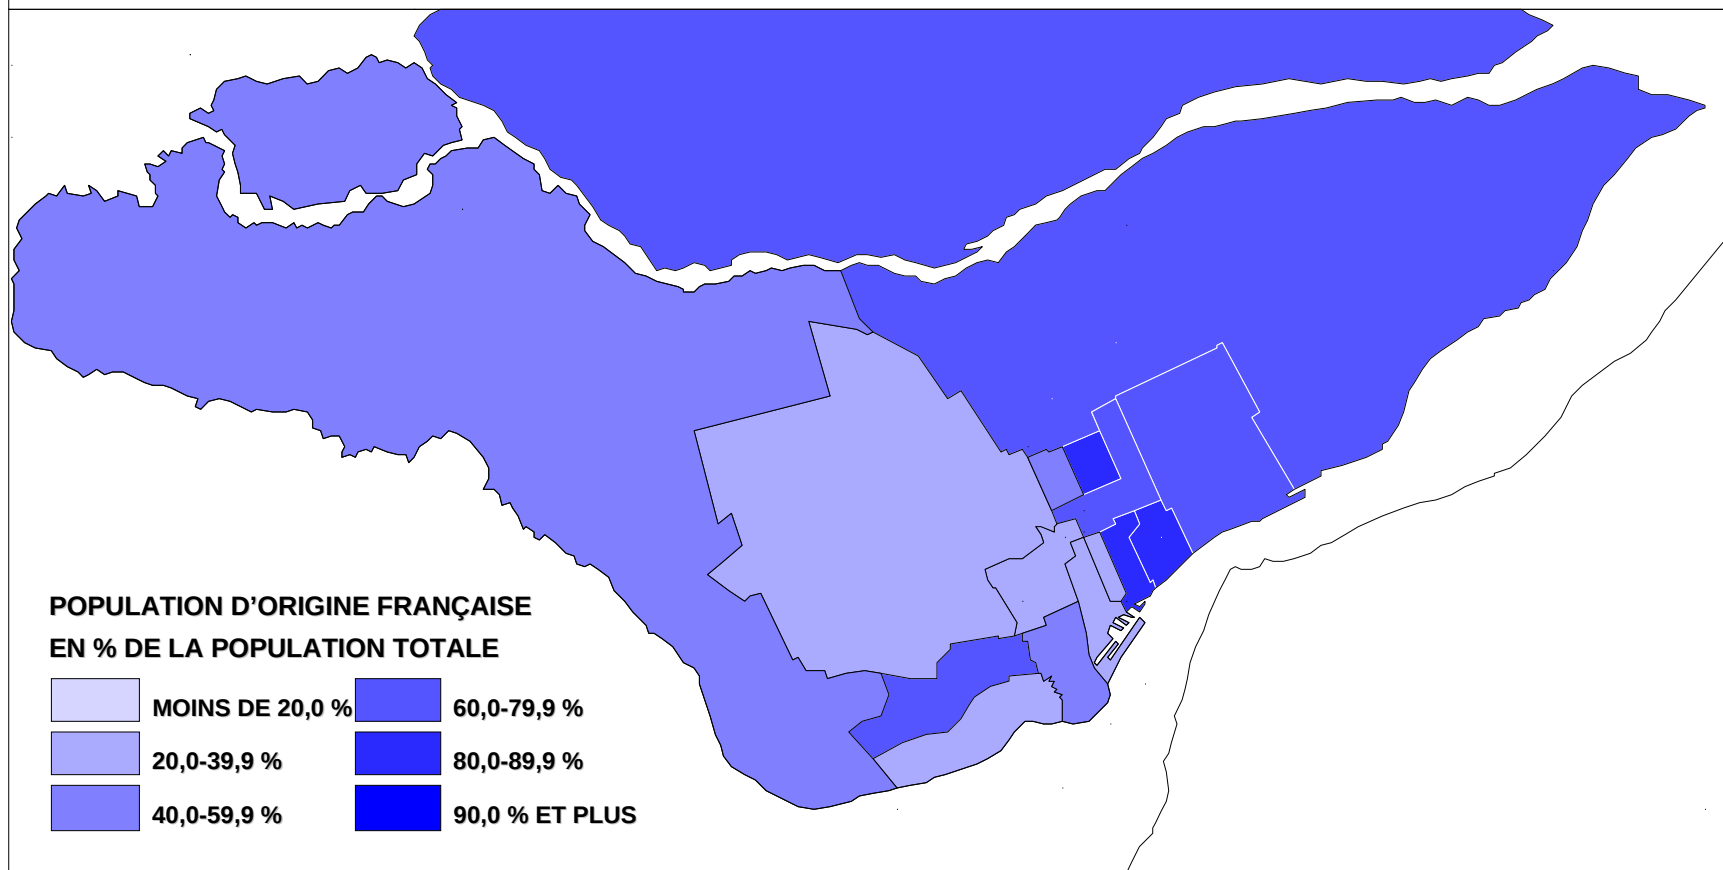 POPULATION D’ORIGINE FRANÇAISE
EN % DE LA POPULATION TOTALE
MOINS DE 20,0 %
20,0-39,9 %
40,0-59,9 %
60,0-79,9 %
80,0-89,9 %
90,0 % ET PLUS